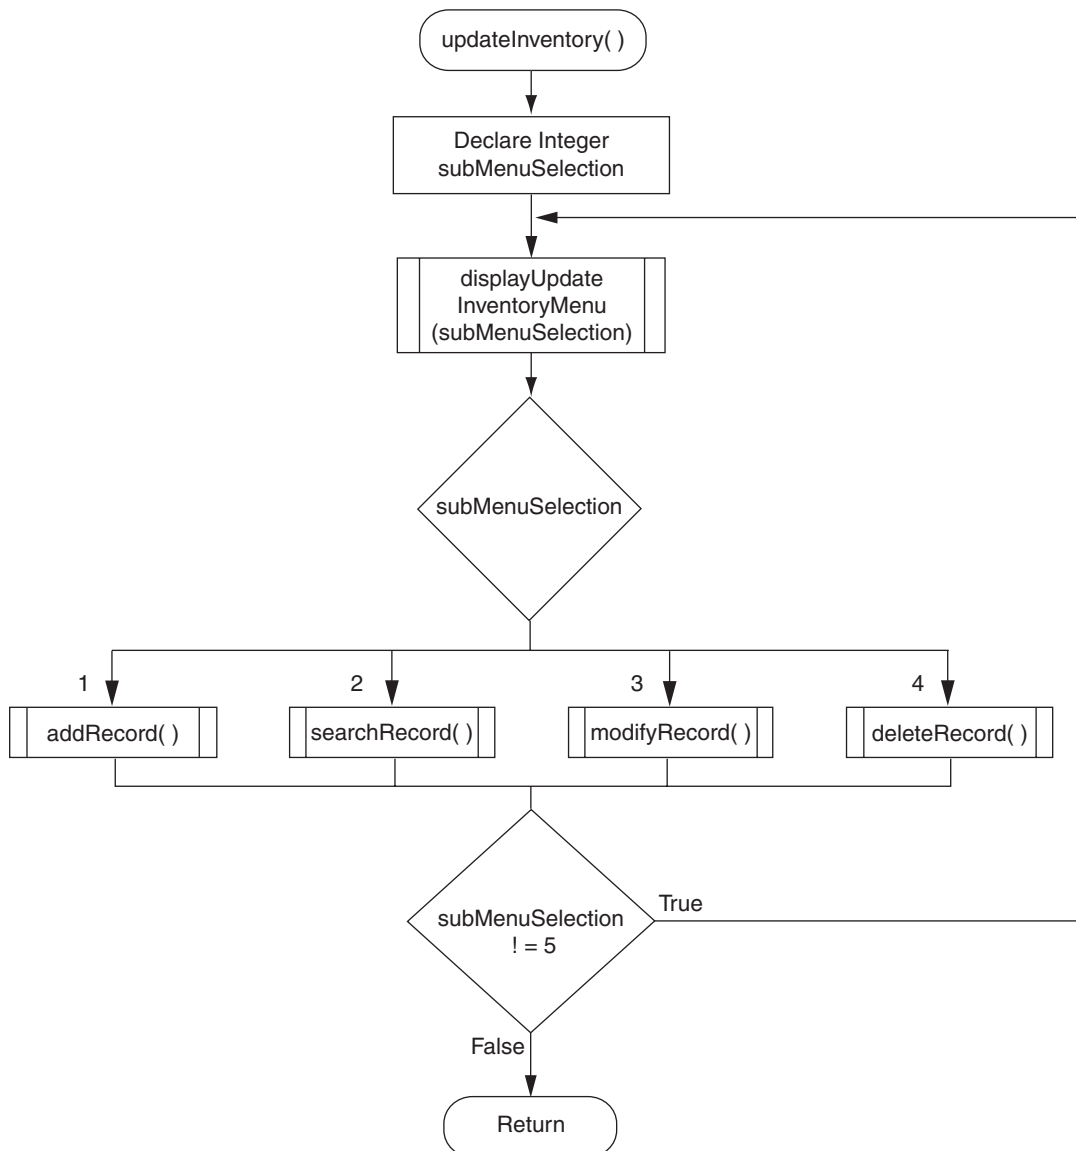 updateInventory( )
Declare Integer
subMenuSelection
displayUpdate
InventoryMenu
(subMenuSelection)
subMenuSelection
1
2
3
4
addRecord( )
searchRecord( )
modifyRecord( )
deleteRecord( )
subMenuSelection
! = 5
True
False
Return